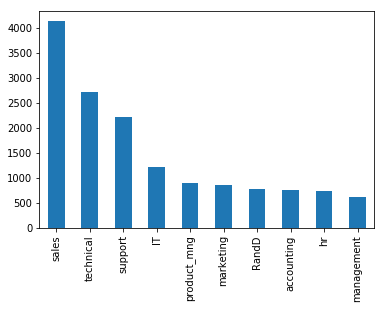 4000
3500
3000
2500
2000
1500
1000
500
0
sales
technical
support
IT
product_mng
marketing
RandD
accounting
hr
management